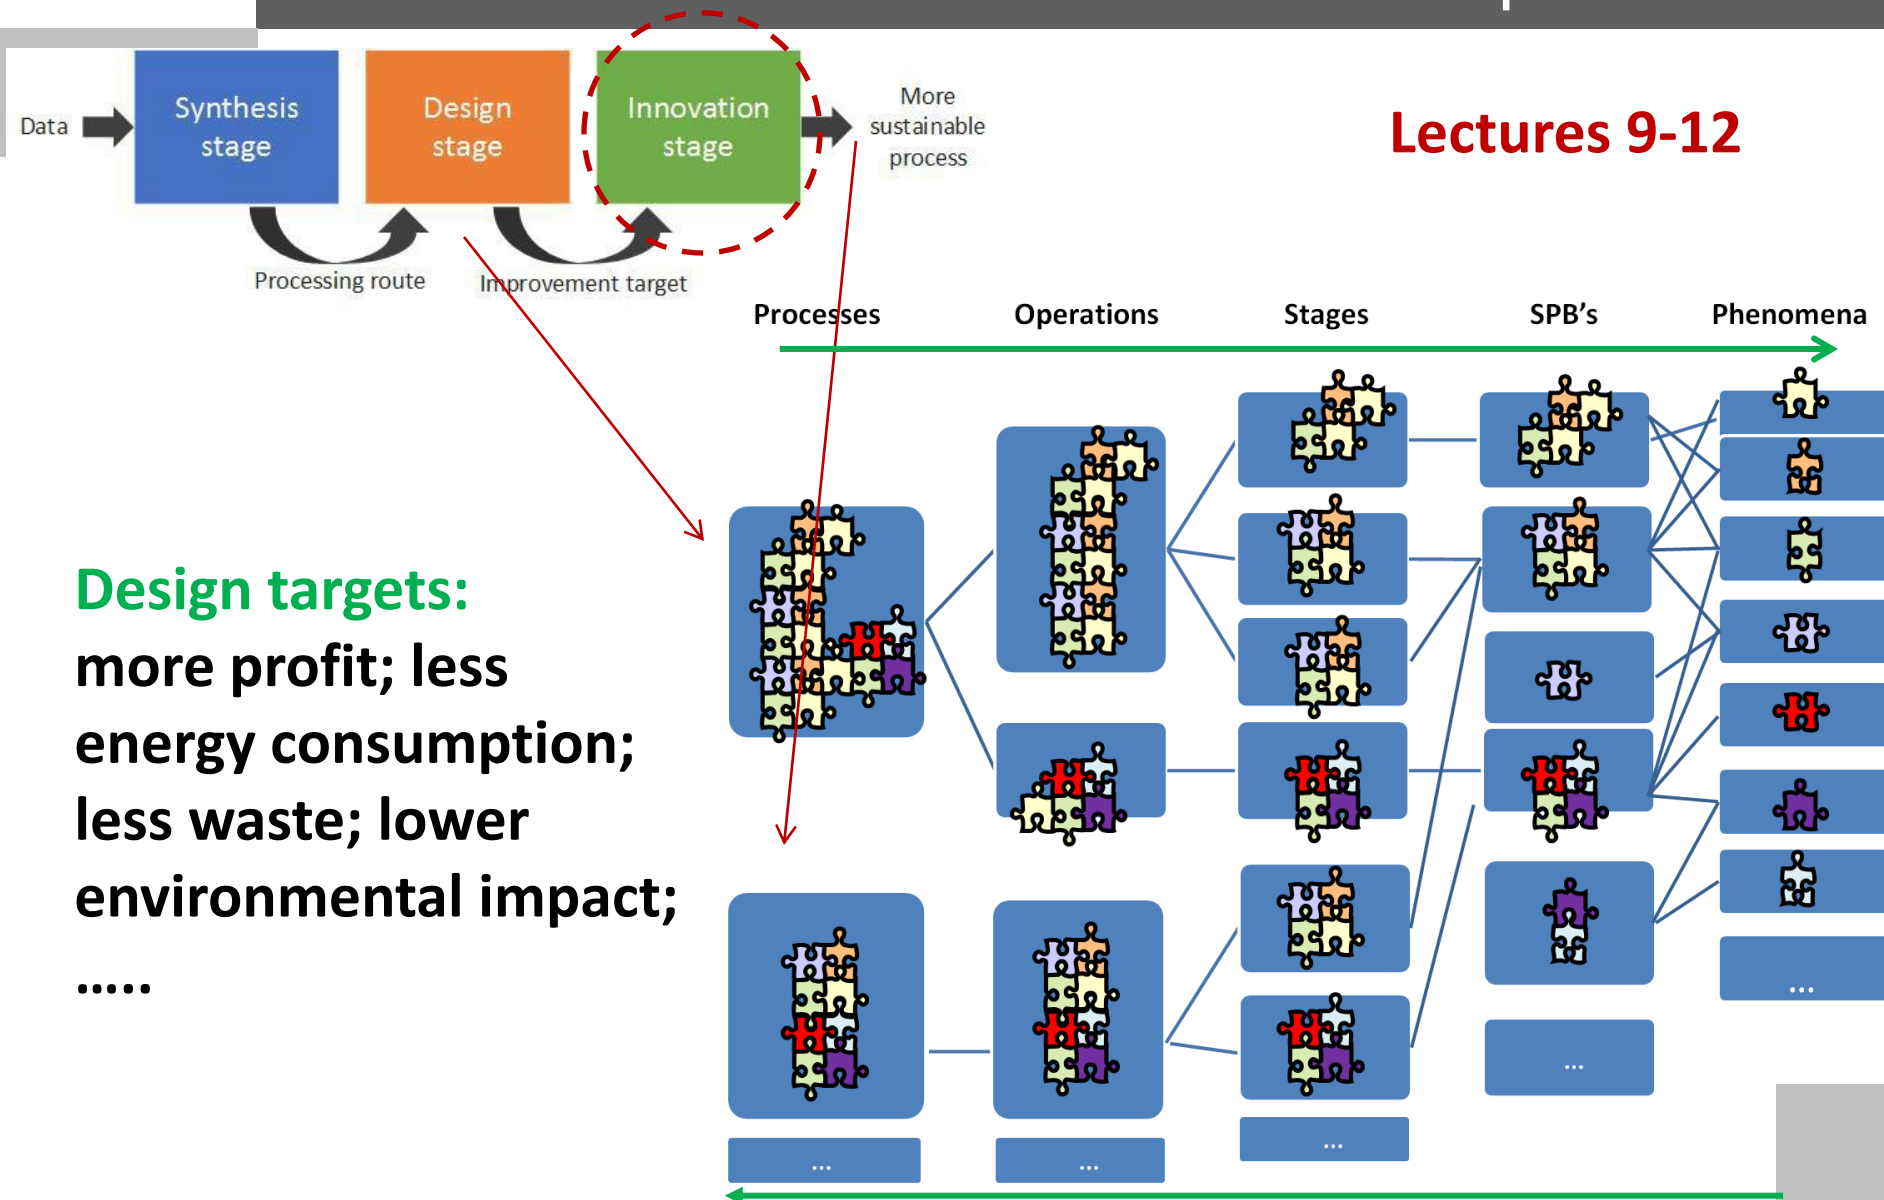 Data
Synthesis
stage
Design
stage
Innovation
stage
More
sustainable
process
Processing route
Improvement target
Lectures 9-12
Processes
Operations
Stages
SPB’s
Phenomena
Design targets:
more profit; less
energy consumption;
less waste; lower
environmental impact;
.....
...
...
...
...
...